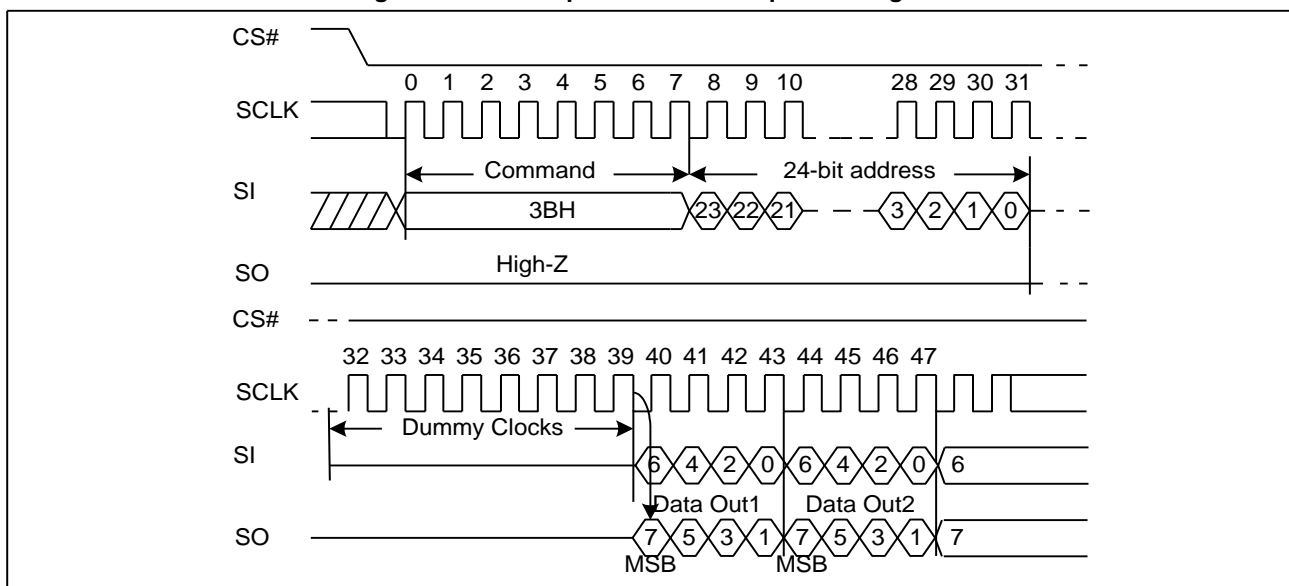 CS#
0 1 2 3 4 5 6 7 8 9 10 28 29 30 31
SCLK
Command 24-bit address
SI
3BH 23 22 21 3 2 1 0
High-Z
SO
CS#
32 33 34 35 36 37 38 39 40 41 42 43 44 45 46 47
SCLK
Dummy Clocks
SI
6 4 2 0 6 4 2 0 6
Data Out1 Data Out2
SO
7 5 3 1 7 5 3 1 7
MSB MSB